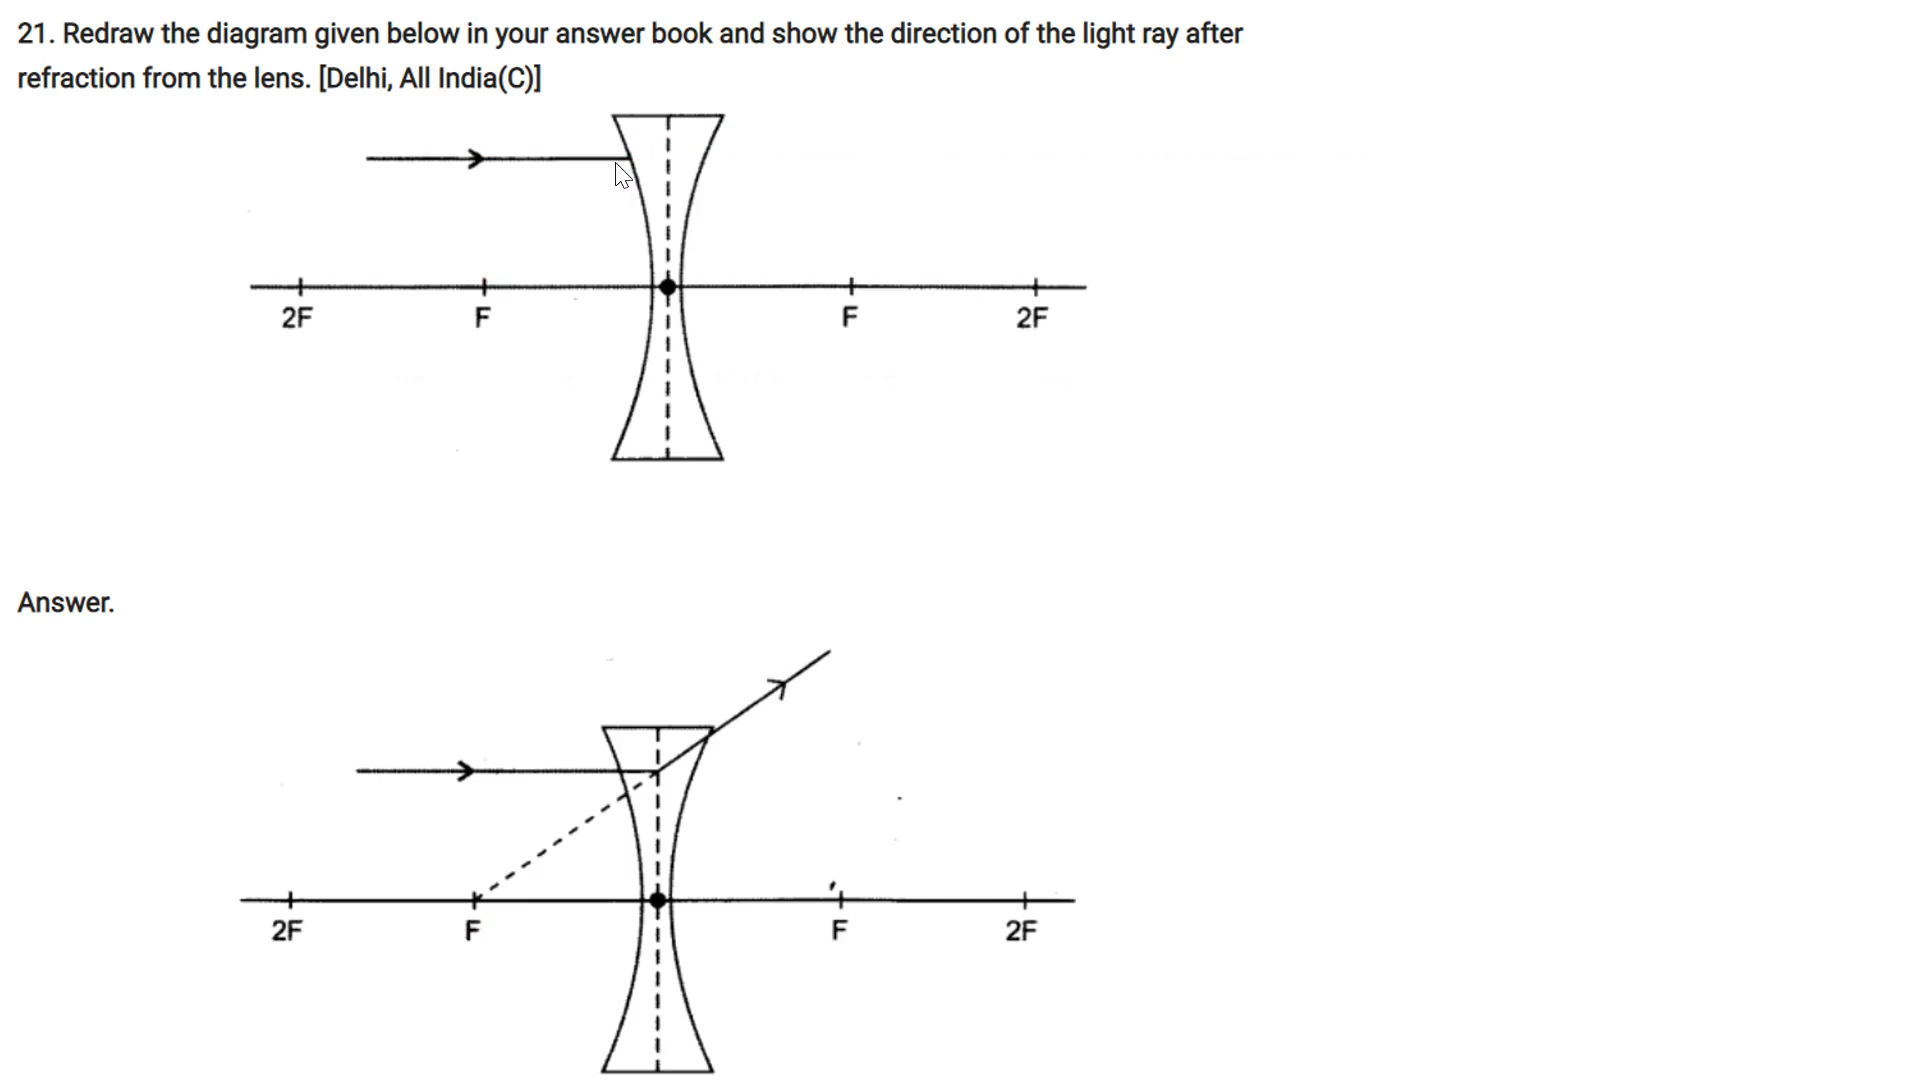 21. Redraw the diagram given below in your answer book and show the direction of the light ray after
refraction from the lens. [Delhi, All India(C)]
2F F F 2F
Answer.
2F F F 2F